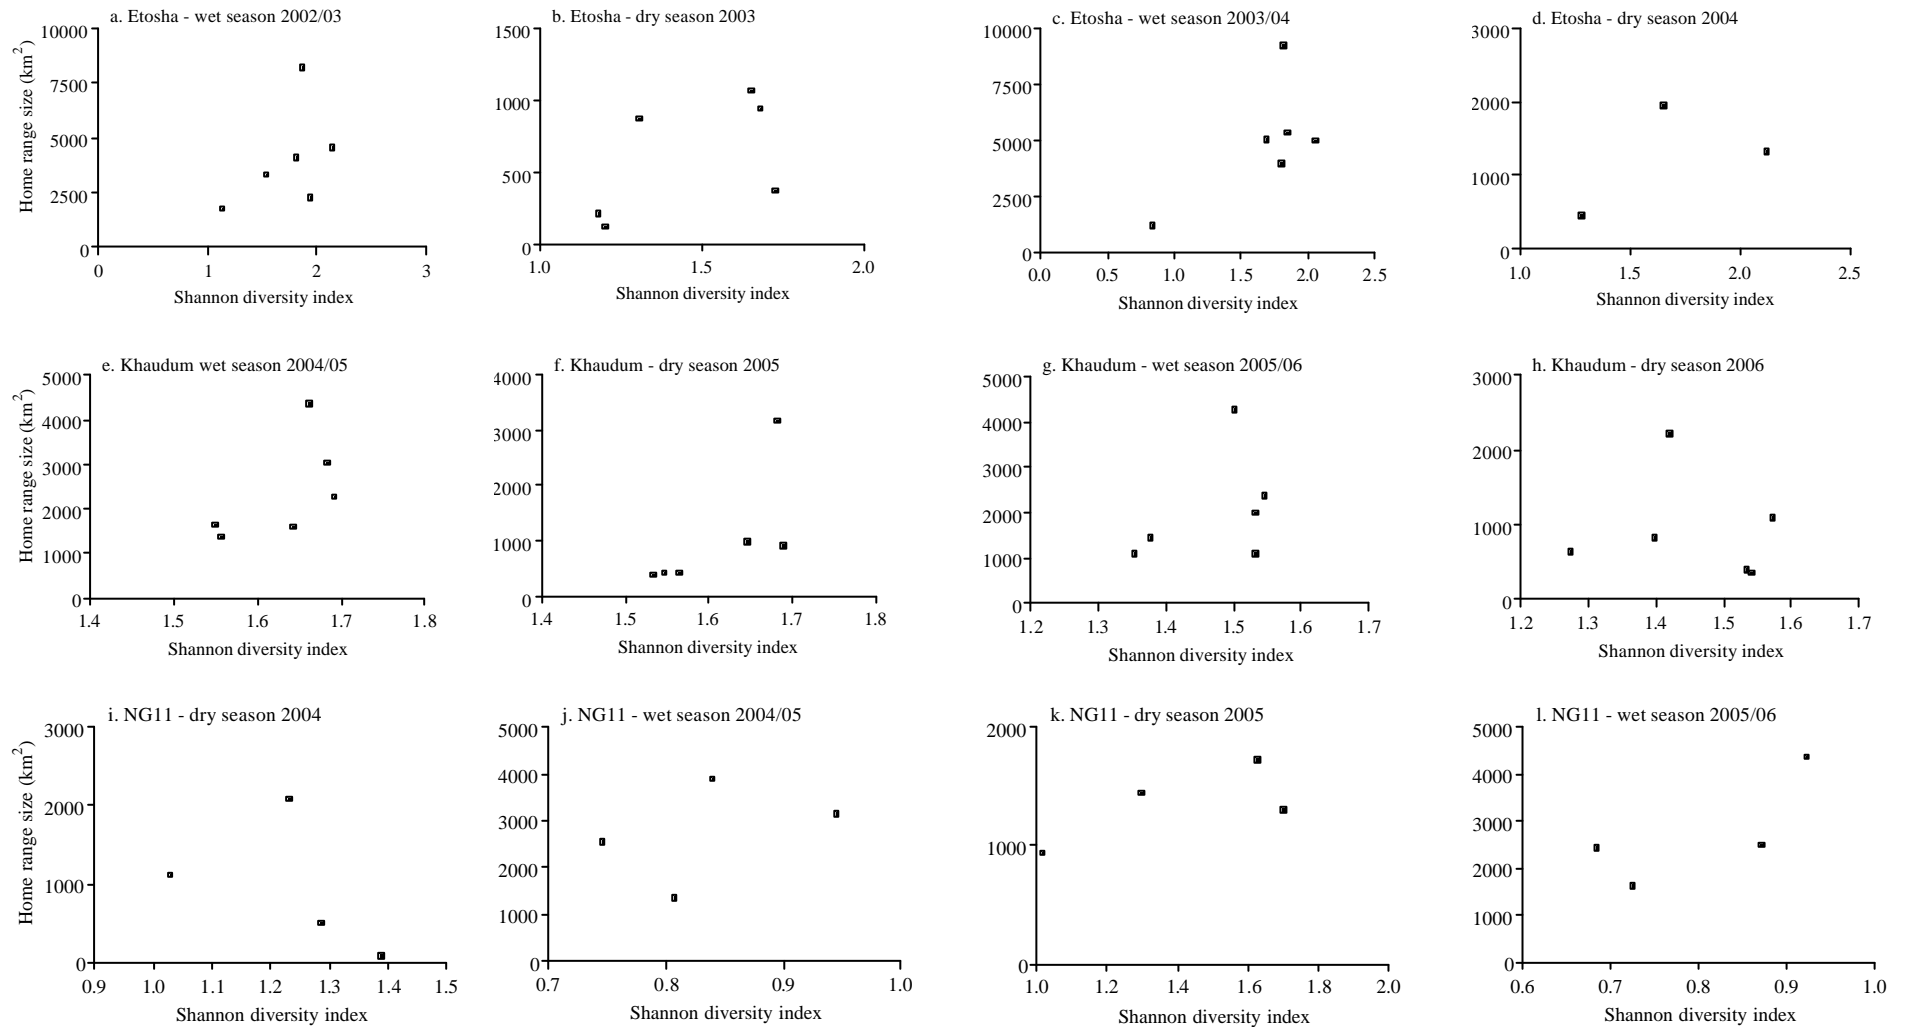 a. Etosha - wet season 2002/03
Home range size (km2)
10000
7500
5000
2500
0
0 1 2 3
Shannon diversity index
b. Etosha - dry season 2003
1500
1000
500
0
1.0 1.5 2.0
Shannon diversity index
c. Etosha - wet season 2003/04
10000
7500
5000
2500
0
0.0 0.5 1.0 1.5 2.0 2.5
Shannon diversity index
d. Etosha - dry season 2004
3000
2000
1000
0
1.0 1.5 2.0 2.5
Shannon diversity index
e. Khaudum wet season 2004/05
Home range size (km2)
5000
4000
3000
2000
1000
0
1.4 1.5 1.6 1.7 1.8
Shannon diversity index
f. Khaudum - dry season 2005
4000
3000
2000
1000
0
1.4 1.5 1.6 1.7 1.8
Shannon diversity index
g. Khaudum - wet season 2005/06
5000
4000
3000
2000
1000
0
1.2 1.3 1.4 1.5 1.6 1.7
Shannon diversity index
h. Khaudum - dry season 2006
3000
2000
1000
0
1.2 1.3 1.4 1.5 1.6 1.7
Shannon diversity index
i. NG11 - dry season 2004
Home range size (km2)
3000
2000
1000
0
0.9 1.0 1.1 1.2 1.3 1.4 1.5
Shannon diversity index
j. NG11 - wet season 2004/05
5000
4000
3000
2000
1000
0
0.7 0.8 0.9 1.0
Shannon diversity index
k. NG11 - dry season 2005
2000
1000
0
1.0 1.2 1.4 1.6 1.8 2.0
Shannon diversity index
l. NG11 - wet season 2005/06
5000
4000
3000
2000
1000
0
0.6 0.7 0.8 0.9 1.0
Shannon diversity index